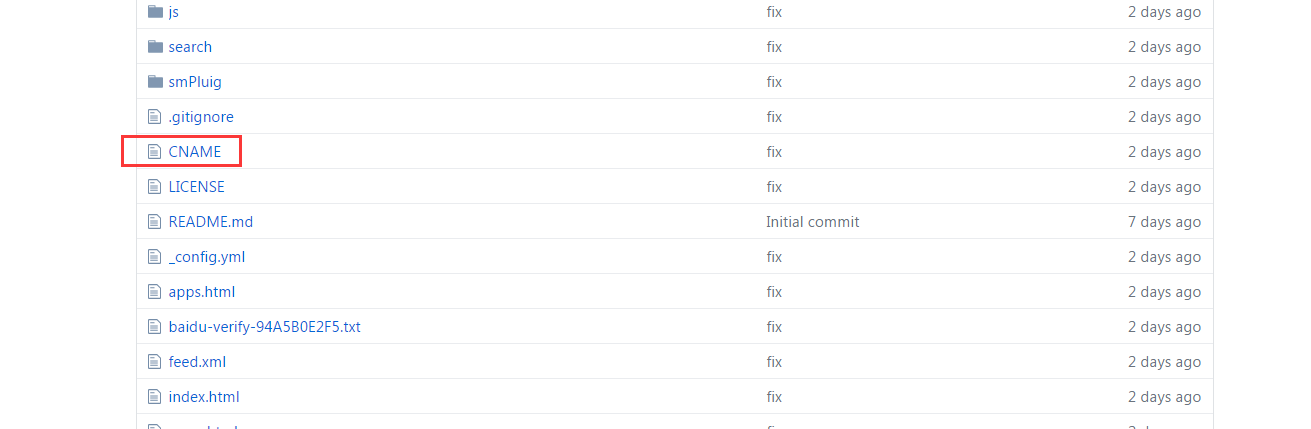 js fix 2 days ago
search fix 2 days ago
smPluig fix 2 days ago
.gitignore fix 2 days ago
CNAME fix 2 days ago
LICENSE fix 2 days ago
README.md Initial commit 7 days ago
_config.yml fix 2 days ago
apps.html fix 2 days ago
baidu-verify-94A5B0E2F5.txt fix 2 days ago
feed.xml fix 2 days ago
index.html fix 2 days ago